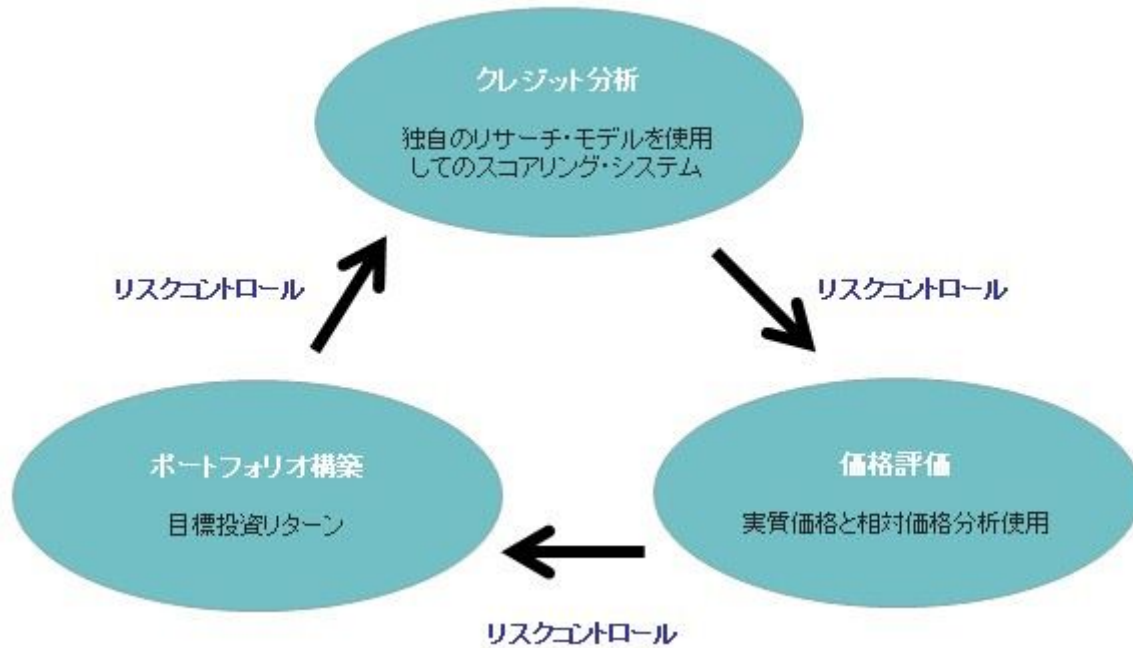 クレジット分析
独自のリサーチ・モデルを使用
してのスコアリング・システム
リスクコントロール
リスクコントロール
ポートフォリオ構築
目標投資リターン
価格評価
実質価格と相対価格分析使用
リスクコントロール